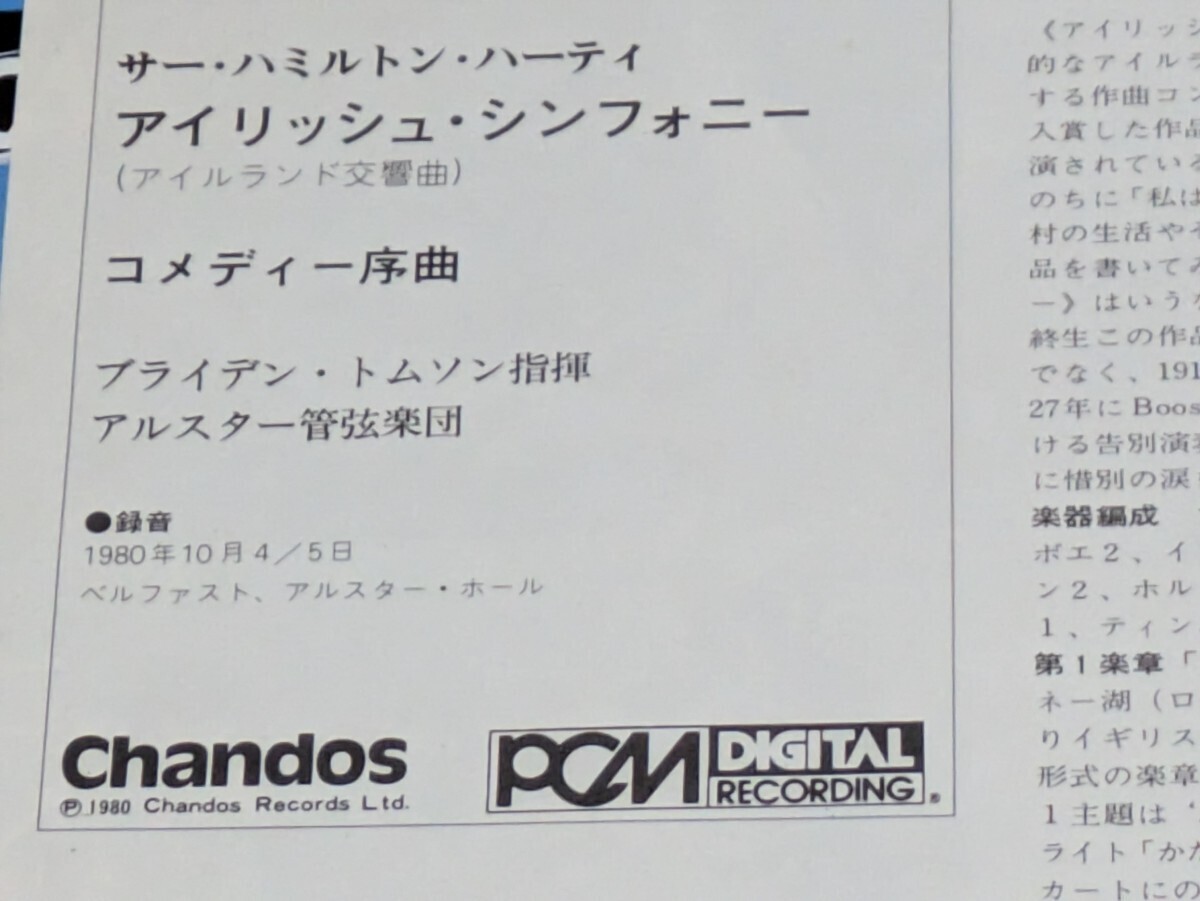 サー・ハミルトン・ハーティ
アイリッシュ・シンフォニー
(アイルランド交響曲)
コメディー序曲
ブライデン・トムソン指揮
アルスター管弦楽団
●録音
1980年10月4／5日
ベルファスト、アルスター・ホール
Chandos
℗1980 Chandos Records Ltd.
PCM DIGITAL
RECORDING®
《アイリッシ
的なアイルラ
する作曲コン
入賞した作品
演されている
のちに「私は
村の生活やそ
品を書いてみ
ー》はいうな
終生この作品
でなく、191
27年にBoos
ける告別演奏
に惜別の涙
楽器編成
ボエ2、イ
ン2、ホル
1、ティン
第1楽章「
ネー湖（ロ
りイギリス
形式の楽章
1主題は
ライト「かた
カートにの